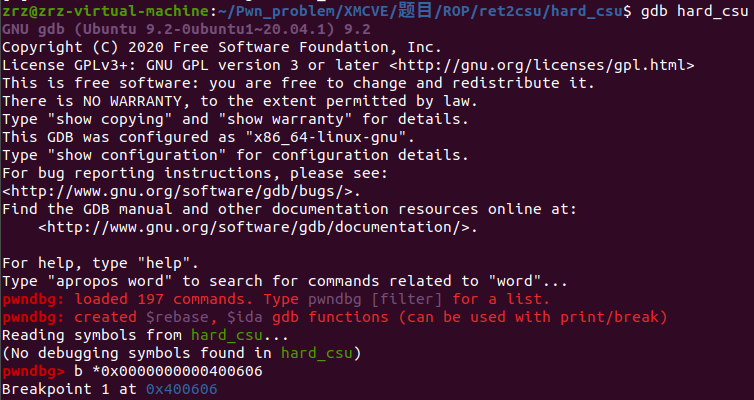 zrz@zrz-virtual-machine:~/Pwn_problem/XMCVE/题目/ROP/ret2csu/hard_csu$ gdb hard_csu
GNU gdb (Ubuntu 9.2-0ubuntu1~20.04.1) 9.2
Copyright (C) 2020 Free Software Foundation, Inc.
License GPLv3+: GNU GPL version 3 or later <http://gnu.org/licenses/gpl.html>
This is free software: you are free to change and redistribute it.
There is NO WARRANTY, to the extent permitted by law.
Type "show copying" and "show warranty" for details.
This GDB was configured as "x86_64-linux-gnu".
Type "show configuration" for configuration details.
For bug reporting instructions, please see:
<http://www.gnu.org/software/gdb/bugs/>.
Find the GDB manual and other documentation resources online at:
    <http://www.gnu.org/software/gdb/documentation/>.

For help, type "help".
Type "apropos word" to search for commands related to "word"...
pwndbg: loaded 197 commands. Type pwndbg [filter] for a list.
pwndbg: created $rebase, $ida gdb functions (can be used with print/break)
Reading symbols from hard_csu...
(No debugging symbols found in hard_csu)
pwndbg> b *0x0000000000400606
Breakpoint 1 at 0x400606